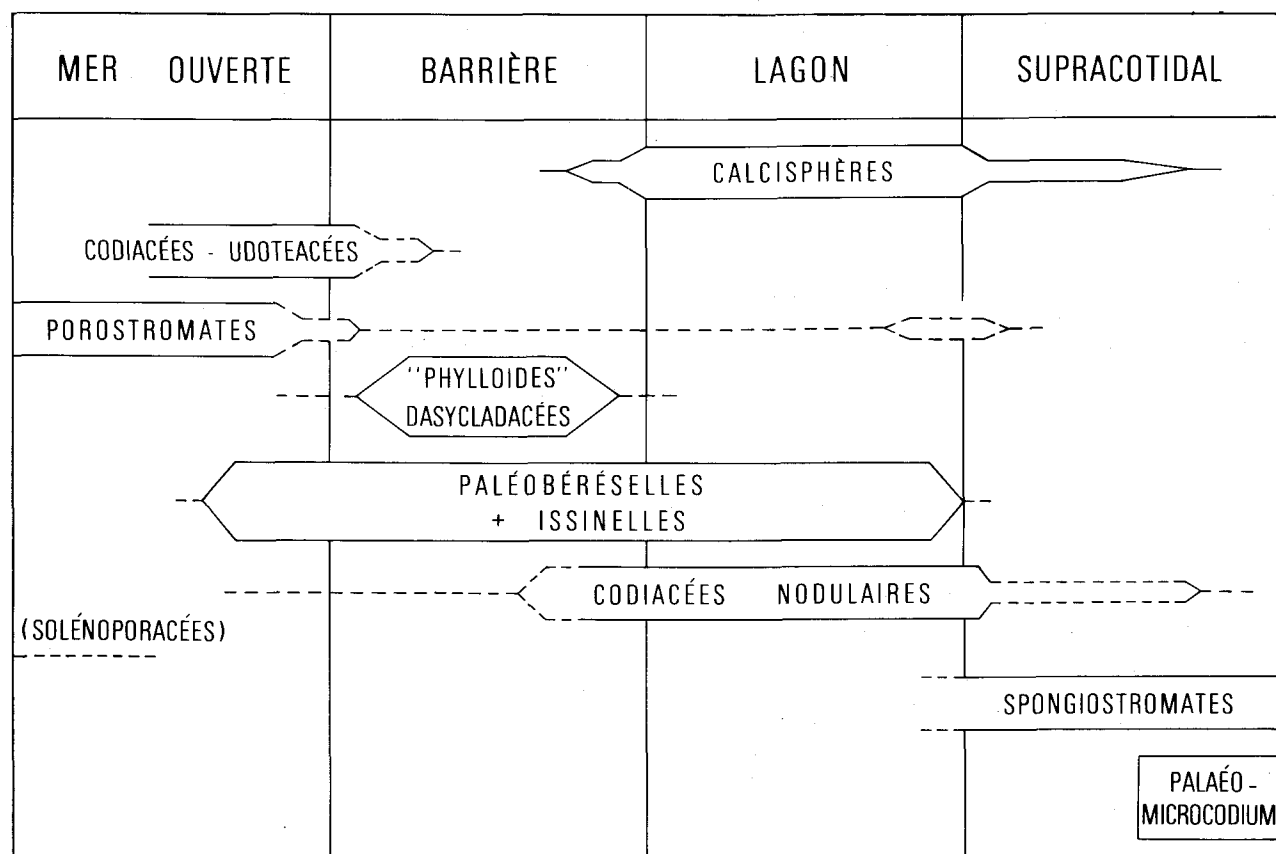 MER OUVERTE
BARRIÈRE
LAGON
SUPRACOTIDAL
CALCISPHÈRES
CODIACÉES - UDOTEACÉES
POROSTROMATES
"PHYLLOIDES"
DASYCLADACÉES
PALÉOBÉRÉSELLES
+ ISSINELLES
CODIACÉES NODULAIRES
(SOLÉNOPORACÉES)
SPONGIOSTROMATES
PALAÉO-
MICROCODIUM